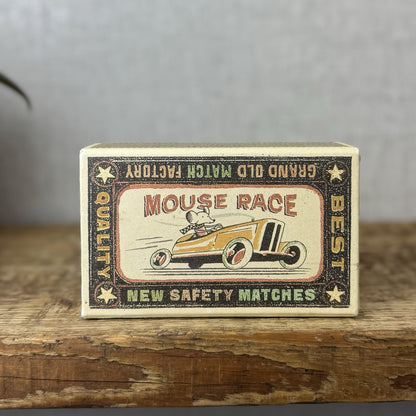 GRAND OLD MATCH FACTORY
QUALITY
MOUSE RACE
BEST
NEW SAFETY MATCHES